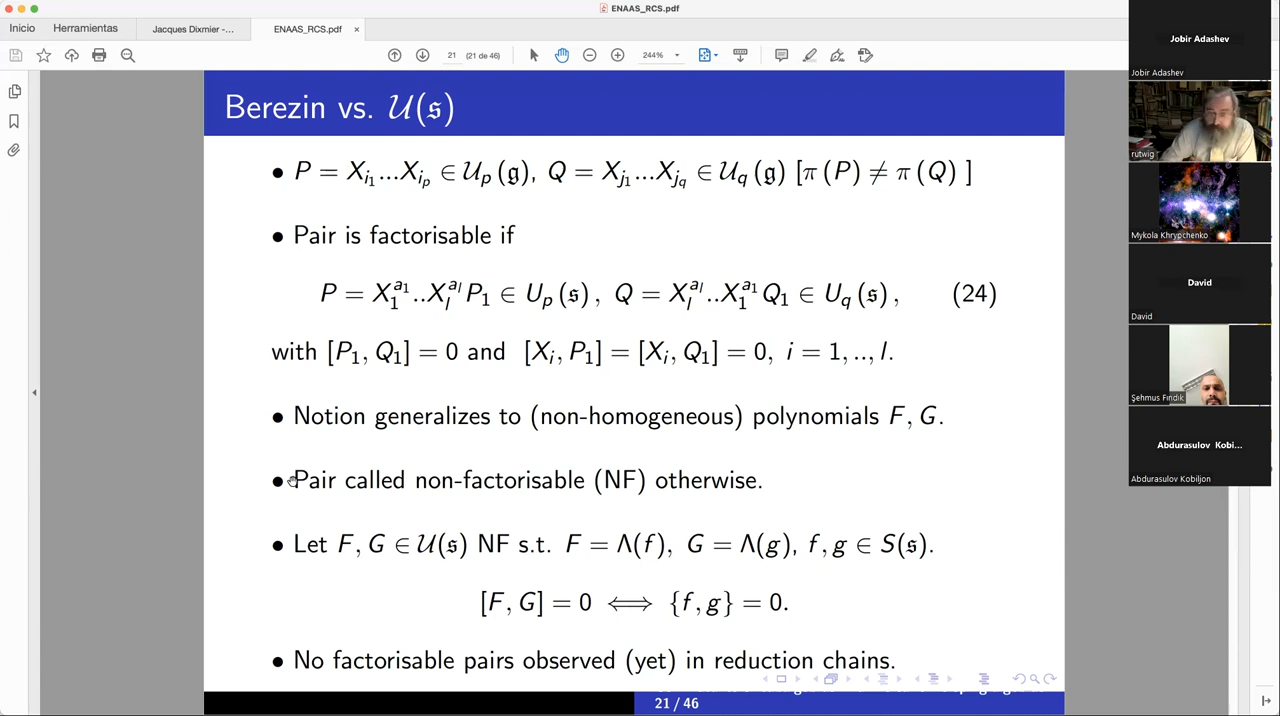 ENAAS_RCS.pdf
Inicio
Herramientas
Jacques Dixmier -...
ENAAS_RCS.pdf
21
(21 de 46)
244%
Berezin vs. 𝒰(𝔰)
• P = X_{i_1}...X_{i_p} ∈ 𝒰_p (𝔤), Q = X_{j_1}...X_{j_q} ∈ 𝒰_q (𝔤) [π (P) ≠ π (Q) ]
• Pair is factorisable if
P = X_1^{a_1}..X_l^{a_l} P_1 ∈ U_p (𝔰) , Q = X_l^{a_l}..X_1^{a_1} Q_1 ∈ U_q (𝔰) , (24)
with [P_1, Q_1] = 0 and [X_i, P_1] = [X_i, Q_1] = 0, i = 1, .., l.
• Notion generalizes to (non-homogeneous) polynomials F, G.
• Pair called non-factorisable (NF) otherwise.
• Let F, G ∈ 𝒰(𝔰) NF s.t. F = Λ(f), G = Λ(g), f, g ∈ S(𝔰).
[F, G] = 0 ⟺ {f, g} = 0.
• No factorisable pairs observed (yet) in reduction chains.
21 / 46
Jobir Adashev
Jobir Adashev
rutwig
Mykola Khrypchenko
David
David
Şehmus Fındık
Abdurasulov Kobi...
Abdurasulov Kobiljon